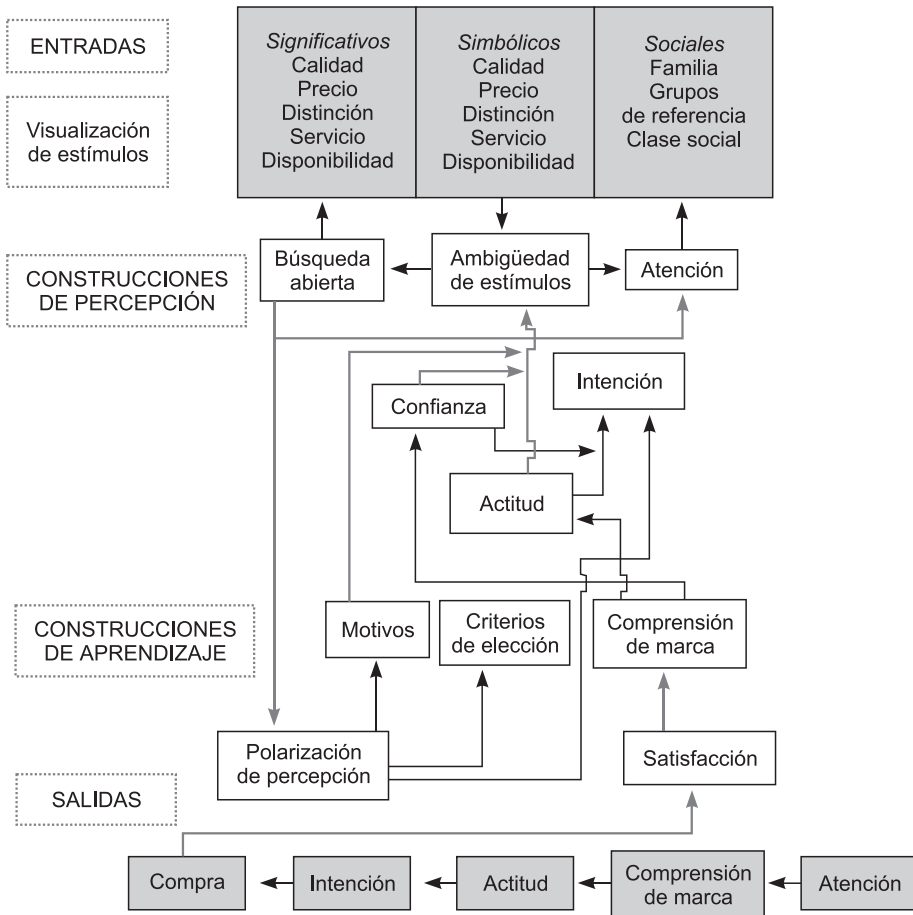 ENTRADAS
Visualización
de estímulos
Significativos
Calidad
Precio
Distinción
Servicio
Disponibilidad
Simbólicos
Calidad
Precio
Distinción
Servicio
Disponibilidad
Sociales
Familia
Grupos
de referencia
Clase social
CONSTRUCCIONES
DE PERCEPCIÓN
Búsqueda
abierta
Ambigüedad
de estímulos
Atención
Confianza
Intención
Actitud
CONSTRUCCIONES
DE APRENDIZAJE
Motivos
Criterios
de elección
Comprensión
de marca
Polarización
de percepción
Satisfacción
SALIDAS
Compra
Intención
Actitud
Comprensión
de marca
Atención